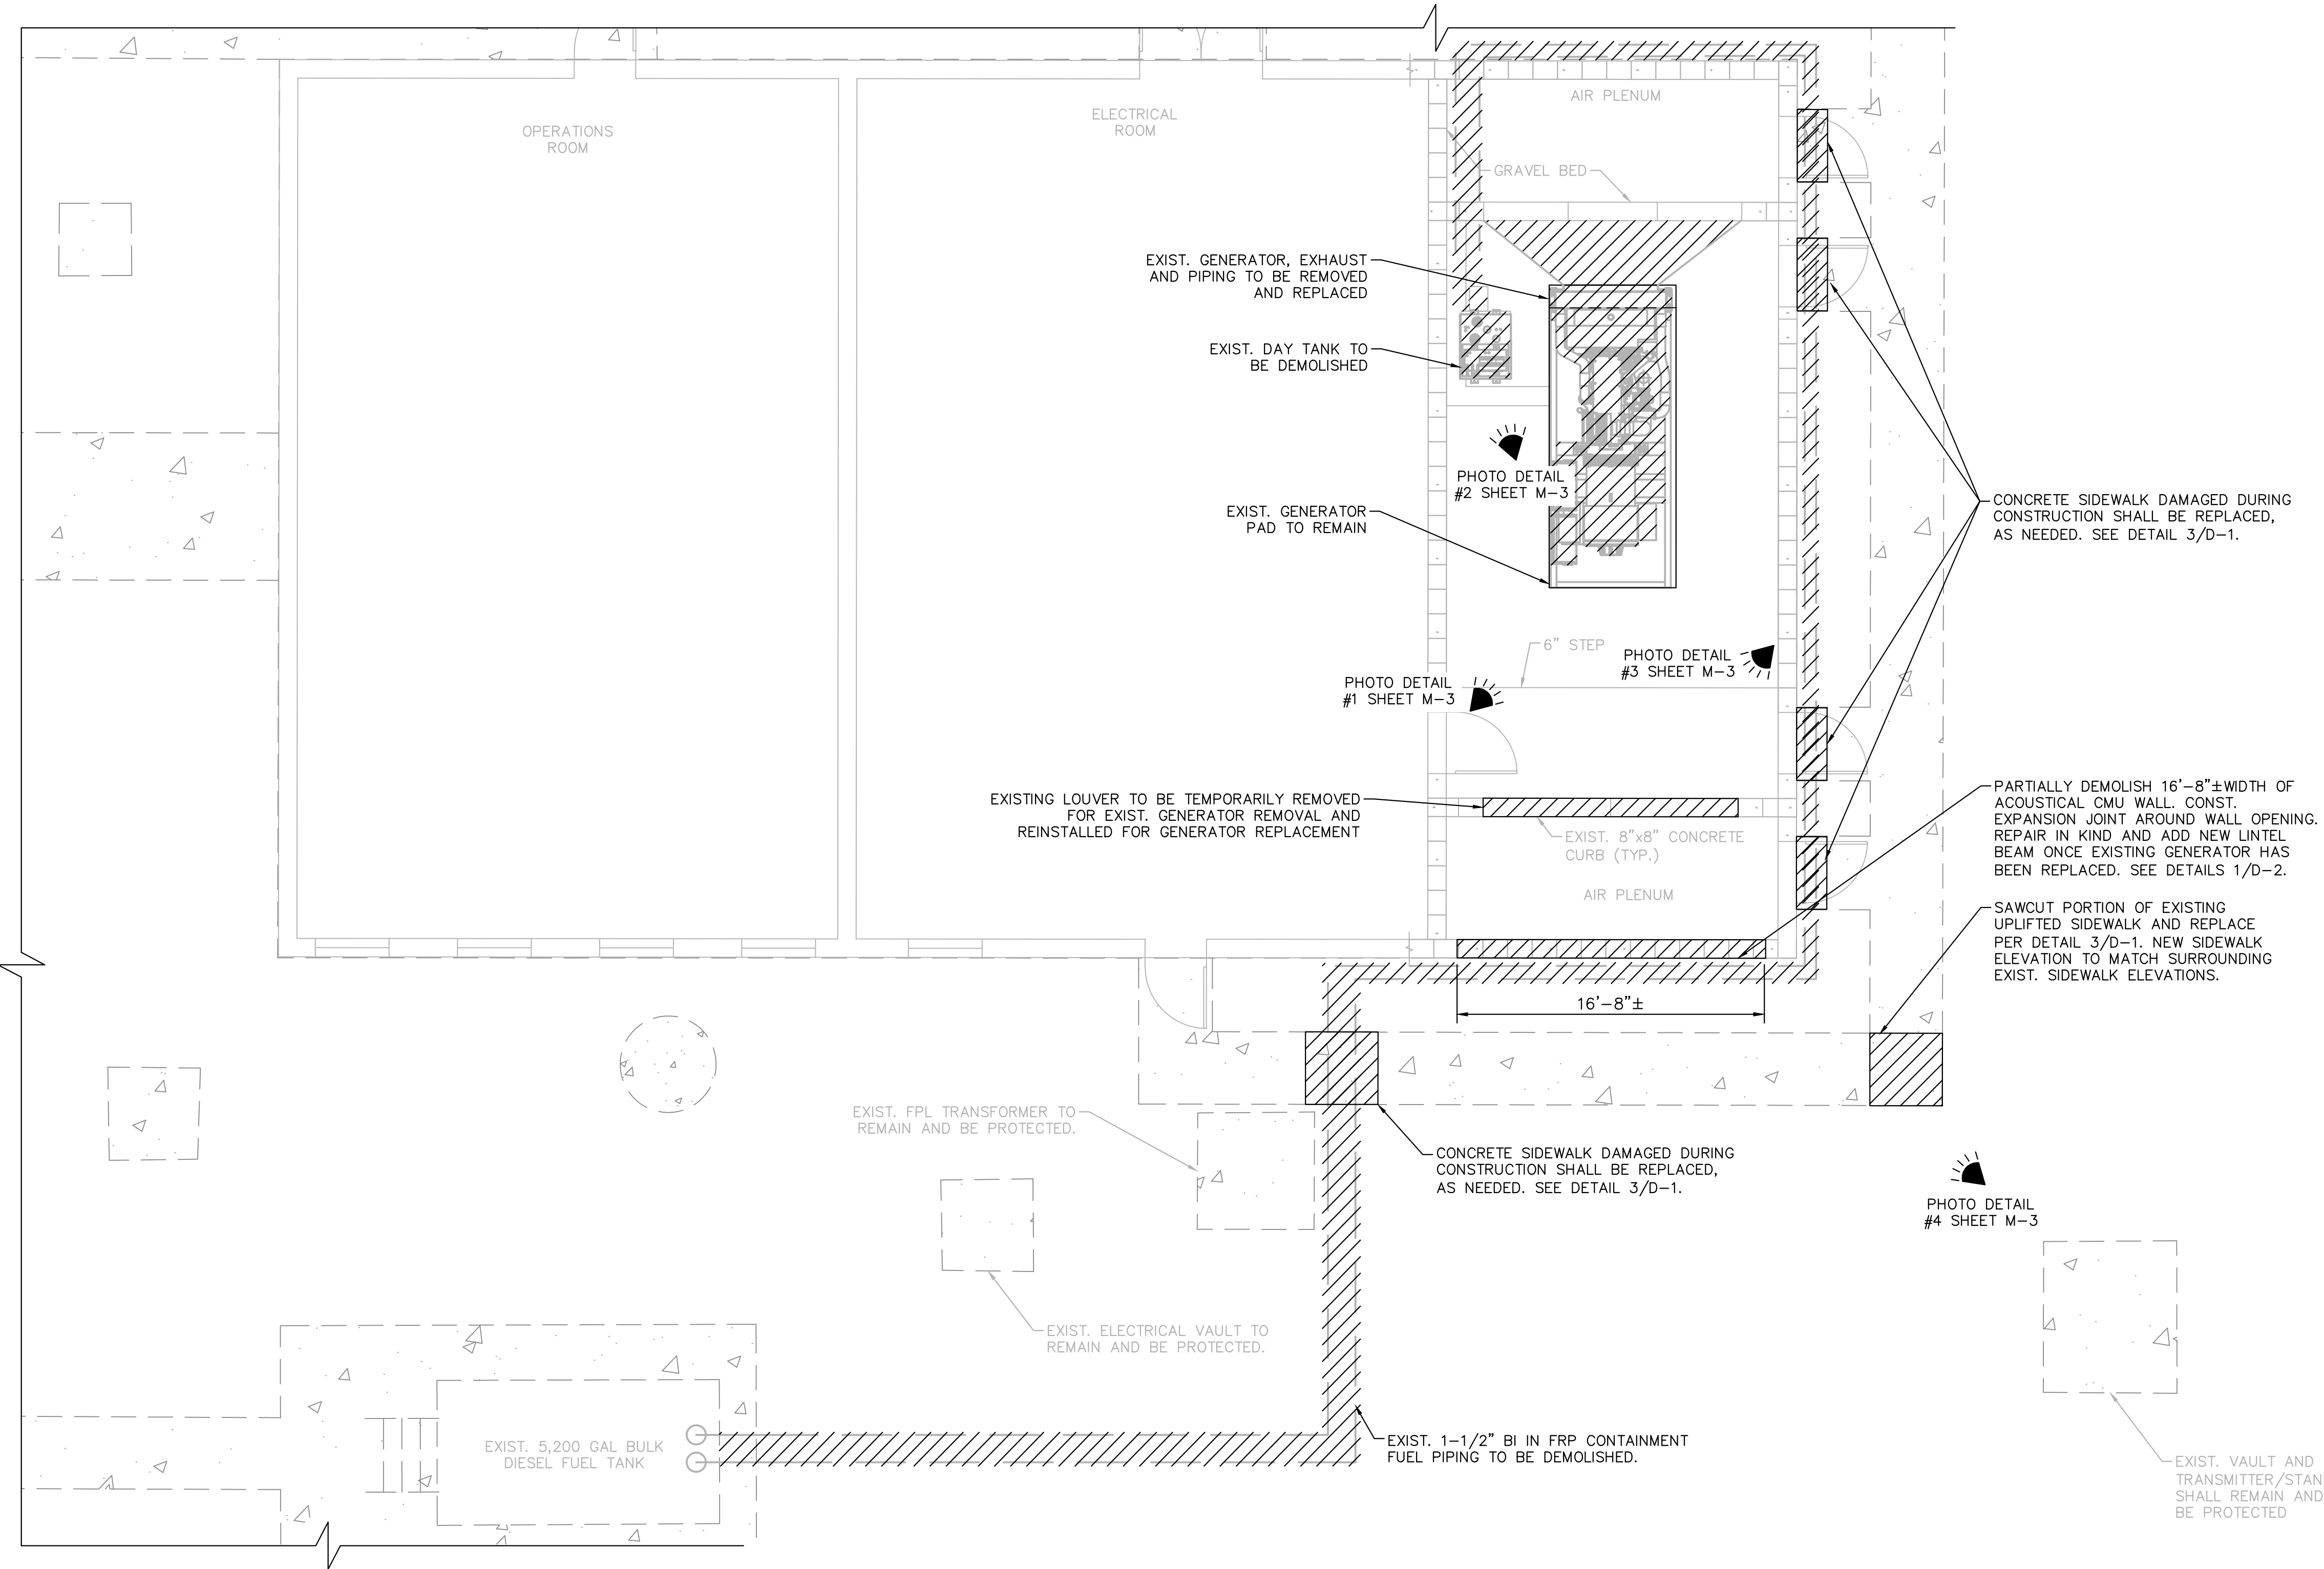 OPERATIONS
ROOM
ELECTRICAL
ROOM
AIR PLENUM
GRAVEL BED
EXIST. GENERATOR, EXHAUST
AND PIPING TO BE REMOVED
AND REPLACED
EXIST. DAY TANK TO
BE DEMOLISHED
PHOTO DETAIL
#2 SHEET M-3
EXIST. GENERATOR
PAD TO REMAIN
CONCRETE SIDEWALK DAMAGED DURING
CONSTRUCTION SHALL BE REPLACED,
AS NEEDED. SEE DETAIL 3/D-1.
6" STEP
PHOTO DETAIL
#3 SHEET M-3
PHOTO DETAIL
#1 SHEET M-3
EXISTING LOUVER TO BE TEMPORARILY REMOVED
FOR EXIST. GENERATOR REMOVAL AND
REINSTALLED FOR GENERATOR REPLACEMENT
EXIST. 8"x8" CONCRETE
CURB (TYP.)
AIR PLENUM
PARTIALLY DEMOLISH 16'-8"±WIDTH OF
ACOUSTICAL CMU WALL. CONST.
EXPANSION JOINT AROUND WALL OPENING.
REPAIR IN KIND AND ADD NEW LINTEL
BEAM ONCE EXISTING GENERATOR HAS
BEEN REPLACED. SEE DETAILS 1/D-2.
SAWCUT PORTION OF EXISTING
UPLIFTED SIDEWALK AND REPLACE
PER DETAIL 3/D-1. NEW SIDEWALK
ELEVATION TO MATCH SURROUNDING
EXIST. SIDEWALK ELEVATIONS.
16'-8"±
EXIST. FPL TRANSFORMER TO
REMAIN AND BE PROTECTED.
CONCRETE SIDEWALK DAMAGED DURING
CONSTRUCTION SHALL BE REPLACED,
AS NEEDED. SEE DETAIL 3/D-1.
PHOTO DETAIL
#4 SHEET M-3
EXIST. ELECTRICAL VAULT TO
REMAIN AND BE PROTECTED.
EXIST. 5,200 GAL BULK
DIESEL FUEL TANK
EXIST. 1-1/2" BI IN FRP CONTAINMENT
FUEL PIPING TO BE DEMOLISHED.
EXIST. VAULT AND
TRANSMITTER/STAN
SHALL REMAIN AND
BE PROTECTED